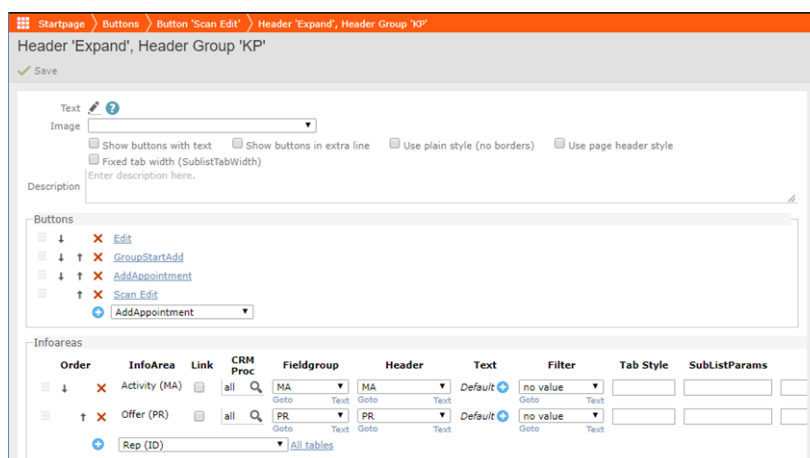 Startpage Buttons Button 'Scan Edit' Header 'Expand', Header Group 'KP'
Header 'Expand', Header Group 'KP'
Save
Text ?
Image
Show buttons with text Show buttons in extra line Use plain style (no borders) Use page header style
Fixed tab width (SublistTabWidth)
Description Enter description here.
Buttons
Edit
GroupStartAdd
AddAppointment
Scan Edit
AddAppointment
Infoareas
Order InfoArea Link CRM Proc Fieldgroup Header Text Filter Tab Style SubListParams
Activity (MA) all MA MA Default no value
Goto Text Goto Text Goto Text
Offer (PR) all PR PR Default no value
Goto Text Goto Text Goto Text
Rep (ID) All tables